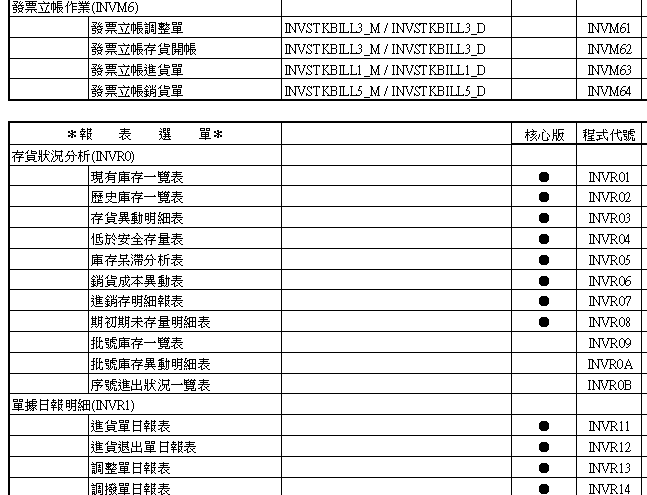 發票立帳作業(INVM6)
發票立帳調整單 INVSTKBILL3_M / INVSTKBILL3_D INVM61
發票立帳存貨開帳 INVSTKBILL3_M / INVSTKBILL3_D INVM62
發票立帳進貨單 INVSTKBILL1_M / INVSTKBILL1_D INVM63
發票立帳銷貨單 INVSTKBILL5_M / INVSTKBILL5_D INVM64
＊報 表 選 單＊ 核心版 程式代號
存貨狀況分析(INVR0)
現有庫存一覽表 ● INVR01
歷史庫存一覽表 ● INVR02
存貨異動明細表 ● INVR03
低於安全存量表 ● INVR04
庫存呆滯分析表 ● INVR05
銷貨成本異動表 ● INVR06
進銷存明細報表 ● INVR07
期初期末存量明細表 ● INVR08
批號庫存一覽表 INVR09
批號庫存異動明細表 INVR0A
序號進出狀況一覽表 INVR0B
單據日報明細(INVR1)
進貨單日報表 ● INVR11
進貨退出單日報表 ● INVR12
調整單日報表 ● INVR13
調撥單日報表 ● INVR14